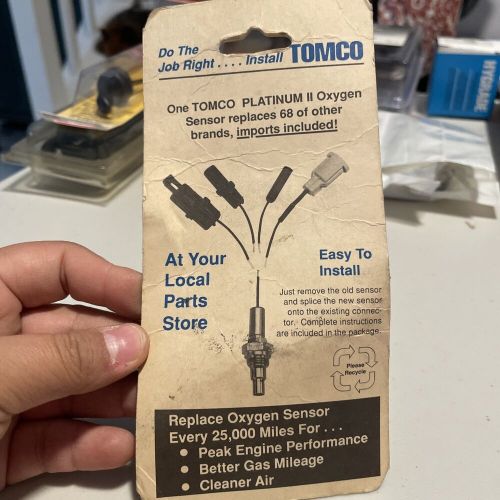 Do The
Job Right . . . . Install TOMCO
One TOMCO PLATINUM II Oxygen
Sensor replaces 68 of other
brands, imports included!
At Your
Local
Parts
Store
Easy To
Install
Just remove the old sensor
and splice the new sensor
onto the existing connec-
tor. Complete instructions
are included in the package.
Please
Recycle
Replace Oxygen Sensor
Every 25,000 Miles For . . .
• Peak Engine Performance
• Better Gas Mileage
• Cleaner Air